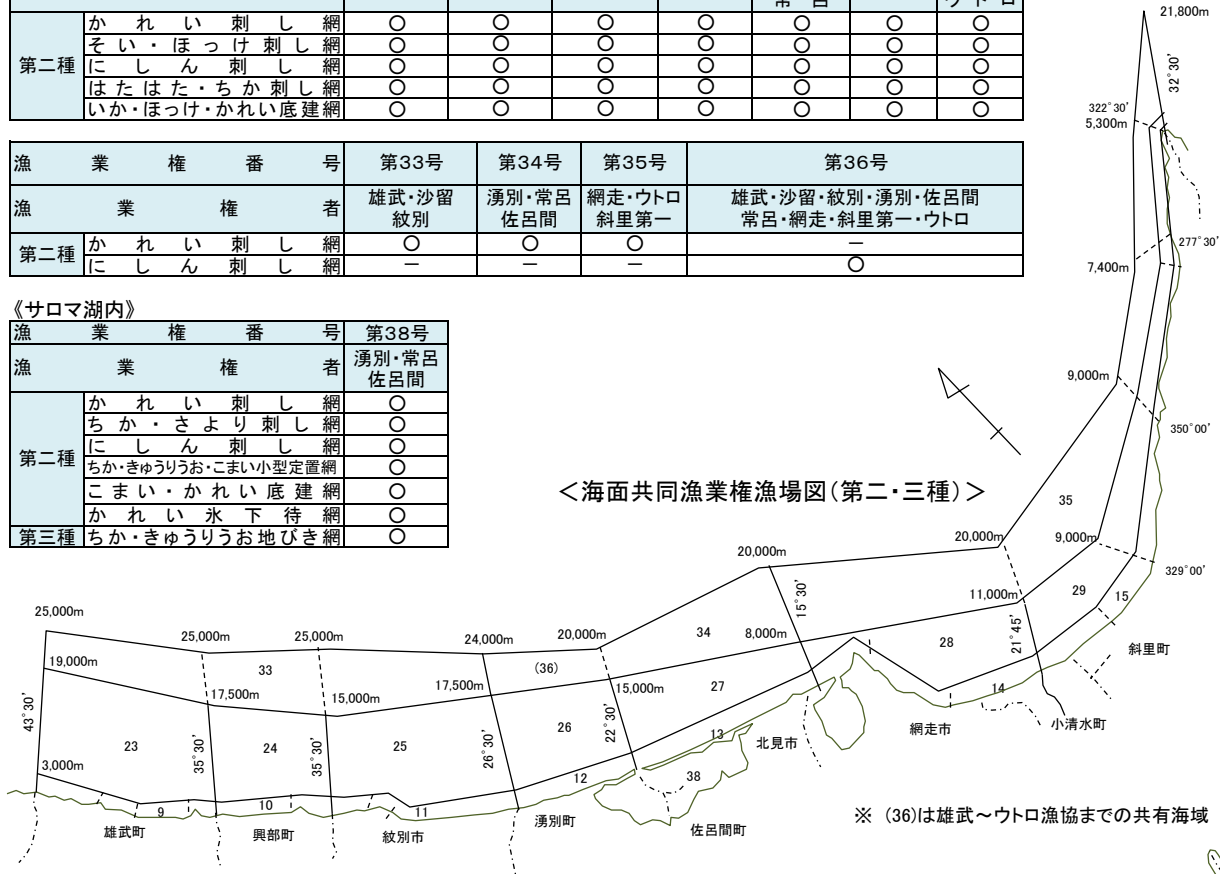 常 呂 ウ ト ロ
第二種 か れ い 刺 し 網 ○ ○ ○ ○ ○ ○ ○
そ い ・ ほ っ け 刺 し 網 ○ ○ ○ ○ ○ ○ ○
に し ん 刺 し 網 ○ ○ ○ ○ ○ ○ ○
は た は た ・ ち か 刺 し 網 ○ ○ ○ ○ ○ ○ ○
いか・ほっけ・かれい底建網 ○ ○ ○ ○ ○ ○ ○
漁 業 権 番 号 第33号 第34号 第35号 第36号
漁 業 権 者 雄武・沙留 紋別 湧別・常呂 佐呂間 網走・ウトロ 斜里第一 雄武・沙留・紋別・湧別・佐呂間 常呂・網走・斜里第一・ウトロ
第二種 か れ い 刺 し 網 ○ ○ ○ －
に し ん 刺 し 網 － － － ○
《サロマ湖内》
漁 業 権 番 号 第38号
漁 業 権 者 湧別・常呂 佐呂間
第二種 か れ い 刺 し 網 ○
ち か ・ さ よ り 刺 し 網 ○
に し ん 刺 し 網 ○
ちか・きゅうりうお・こまい小型定置網 ○
こ ま い ・ か れ い 底 建 網 ○
か れ い 氷 下 待 網 ○
第三種 ちか・きゅうりうお地びき網 ○
＜海面共同漁業権漁場図(第二・三種)＞
21,800m
32°30′
322°30′
5,300m
277°30′
7,400m
9,000m
350°00′
35
20,000m
9,000m
329°00′
20,000m
11,000m
29
15
15°30′
21°45′
斜里町
25,000m
25,000m
25,000m
24,000m
20,000m
34
8,000m
28
19,000m
33
(36)
17,500m
15,000m
17,500m
15,000m
27
14
小清水町
43°30′
23
35°30′
24
35°30′
25
26°30′
26
22°30′
13
北見市
網走市
3,000m
12
38
9
10
11
雄武町
興部町
紋別市
湧別町
佐呂間町
※ (36)は雄武～ウトロ漁協までの共有海域